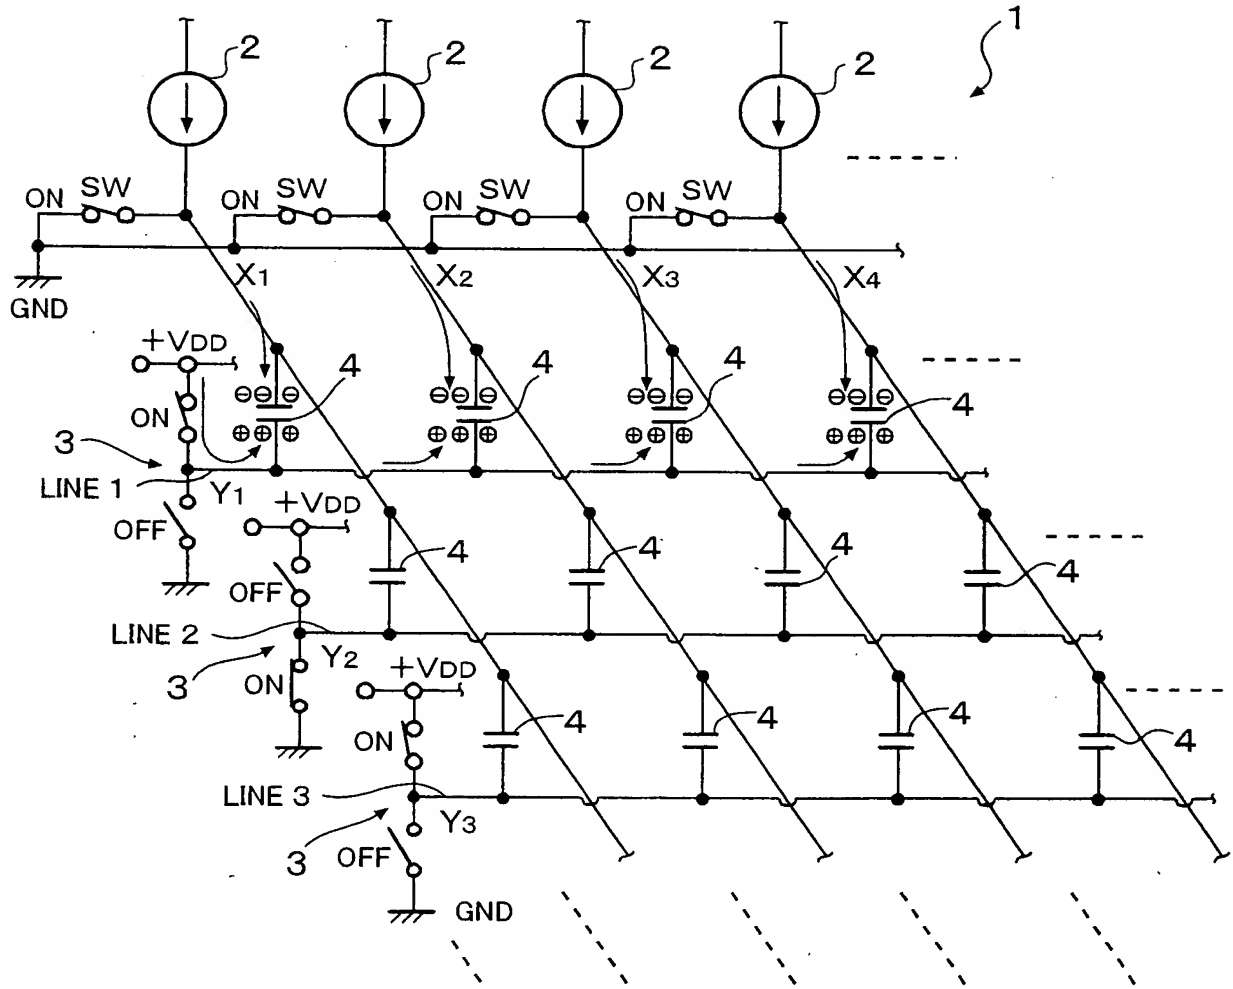 1
2 2 2 2
ON SW ON SW ON SW ON SW
X1 X2 X3 X4
GND
+VDD
4 4 4 4
⊖⊖⊖ ⊖⊖⊖ ⊖⊖⊖ ⊖⊖⊖
ON
⊕⊕⊕ ⊕⊕⊕ ⊕⊕⊕ ⊕⊕⊕
3
LINE 1 Y1
+VDD
OFF
4 4 4 4
OFF
LINE 2
Y2
3 ON
+VDD
4 4 4 4
ON
LINE 3
Y3
3 OFF
GND